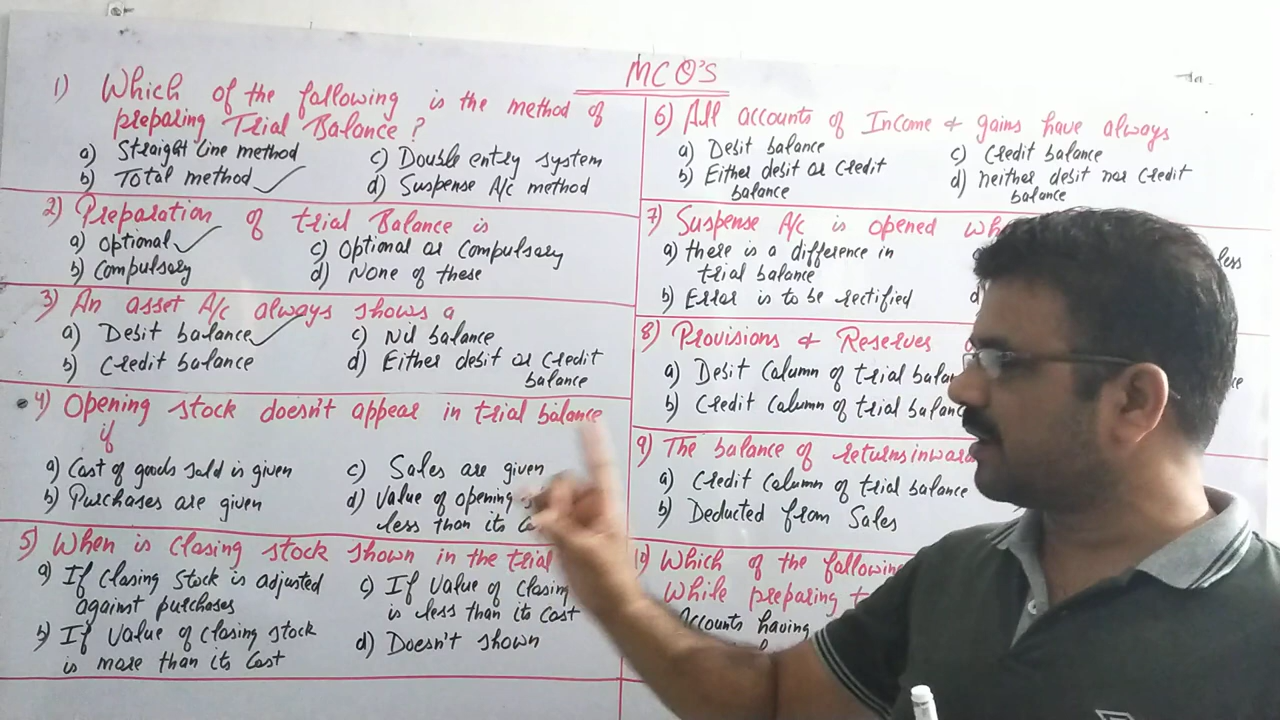 MCQ'S
1) Which of the following is the method of
preparing Trial Balance?
a) Straight line method
c) Double entry system
b) Total method ✓
d) Suspense A/c method
2) Preparation of trial Balance is
a) Optional ✓
c) Optional or Compulsory
b) Compulsory
d) None of these
3) An asset A/c always shows a
a) Debit balance ✓
c) Nil balance
b) Credit balance
d) Either debit or credit
balance
4) Opening stock doesn't appear in trial balance
if
a) Cost of goods sold is given
c) Sales are given
b) Purchases are given
d) Value of opening
less than its
5) When is closing stock shown in the trial
a) If closing stock is adjusted
against purchases
c) If value of closing
is less than its cost
b) If value of closing stock
is more than its cost
d) Doesn't shown
6) All accounts of Income & gains have always
a) Debit balance
c) Credit balance
b) Either debit or credit
balance
d) neither debit nor credit
balance
7) Suspense A/c is opened
a) there is a difference in
trial balance
less
b) Error is to be rectified
d
8) Provisions & Reserves
a) Debit column of trial
b) Credit column of trial
9) The balance of returns
a) Credit column of trial balance
b) Deducted from Sales
10) Which of the following
while preparing
Accounts having